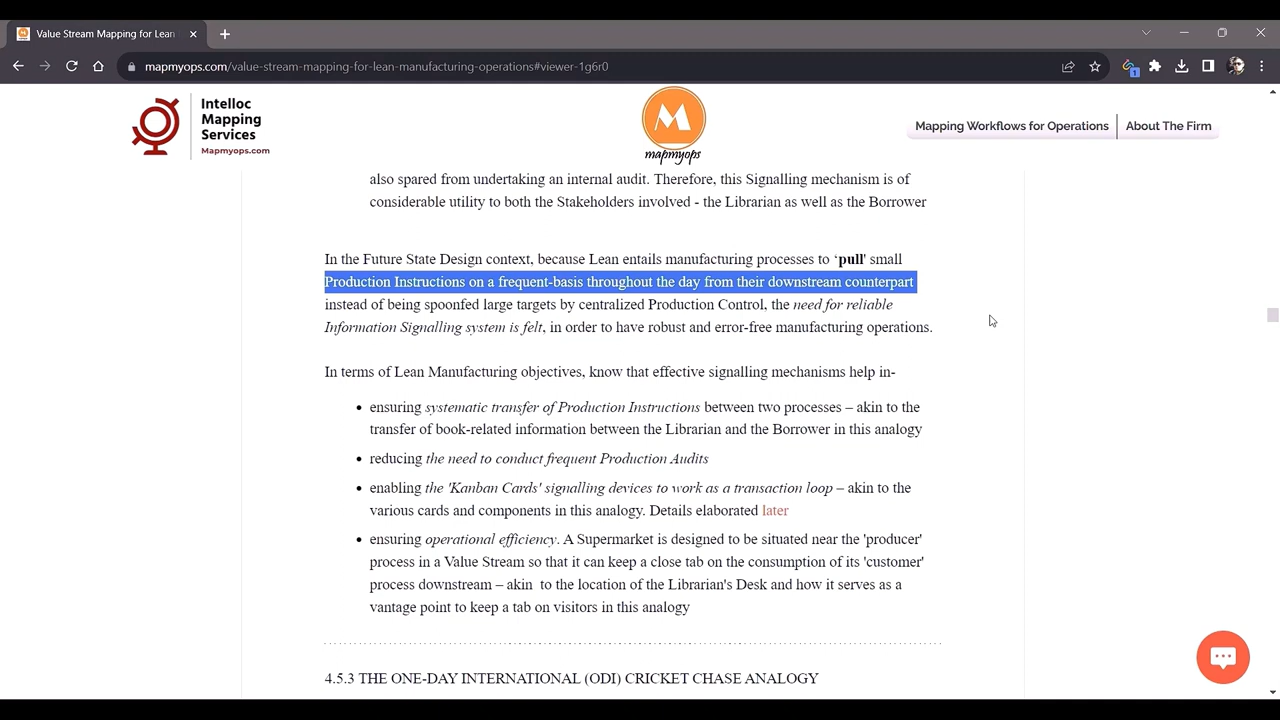 Value Stream Mapping for Lean
mapmyops.com/value-stream-mapping-for-lean-manufacturing-operations#viewer-1g6r0
1
Intelloc
Mapping
Services
Mapmyops.com
M
mapmyops
Mapping Workflows for Operations
About The Firm
also spared from undertaking an internal audit. Therefore, this Signalling mechanism is of
considerable utility to both the Stakeholders involved - the Librarian as well as the Borrower
In the Future State Design context, because Lean entails manufacturing processes to ‘pull' small
Production Instructions on a frequent-basis throughout the day from their downstream counterpart
instead of being spoonfed large targets by centralized Production Control, the need for reliable
Information Signalling system is felt, in order to have robust and error-free manufacturing operations.
In terms of Lean Manufacturing objectives, know that effective signalling mechanisms help in-
• ensuring systematic transfer of Production Instructions between two processes – akin to the
transfer of book-related information between the Librarian and the Borrower in this analogy
• reducing the need to conduct frequent Production Audits
• enabling the 'Kanban Cards' signalling devices to work as a transaction loop – akin to the
various cards and components in this analogy. Details elaborated later
• ensuring operational efficiency. A Supermarket is designed to be situated near the 'producer'
process in a Value Stream so that it can keep a close tab on the consumption of its 'customer'
process downstream – akin to the location of the Librarian's Desk and how it serves as a
vantage point to keep a tab on visitors in this analogy
4.5.3 THE ONE-DAY INTERNATIONAL (ODI) CRICKET CHASE ANALOGY